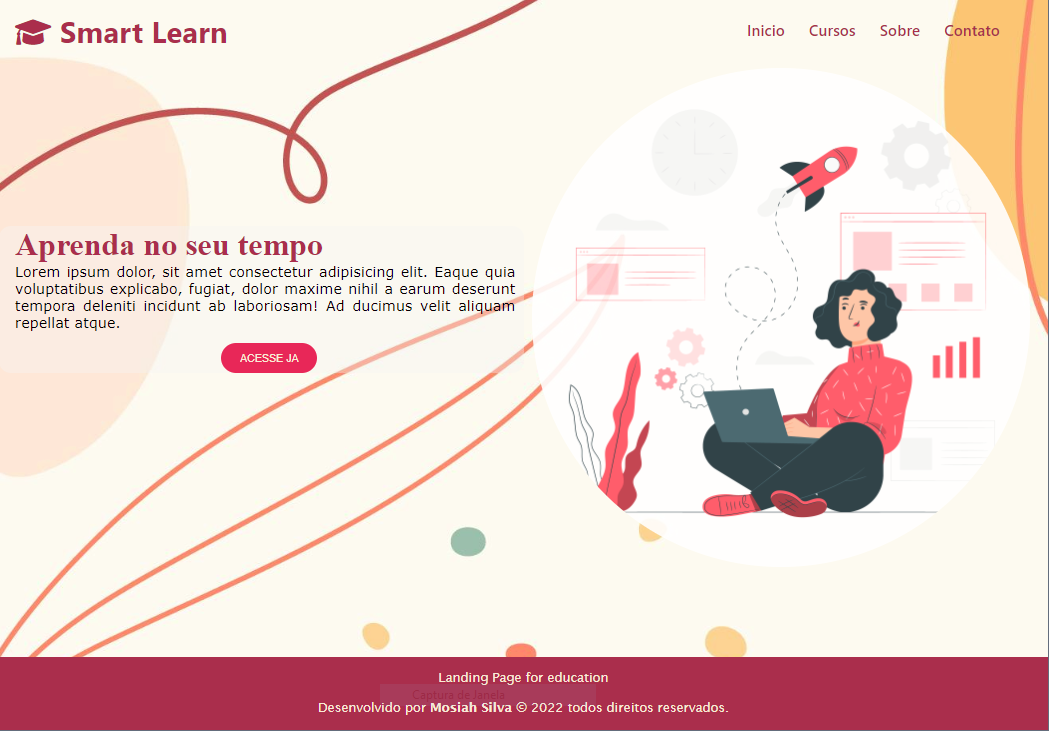 Smart Learn
Inicio Cursos Sobre Contato
Aprenda no seu tempo
Lorem ipsum dolor, sit amet consectetur adipisicing elit. Eaque quia
voluptatibus explicabo, fugiat, dolor maxime nihil a earum deserunt
tempora deleniti incidunt ab laboriosam! Ad ducimus velit aliquam
repellat atque.
ACESSE JA
Landing Page for education
Captura de Janela
Desenvolvido por Mosiah Silva © 2022 todos direitos reservados.